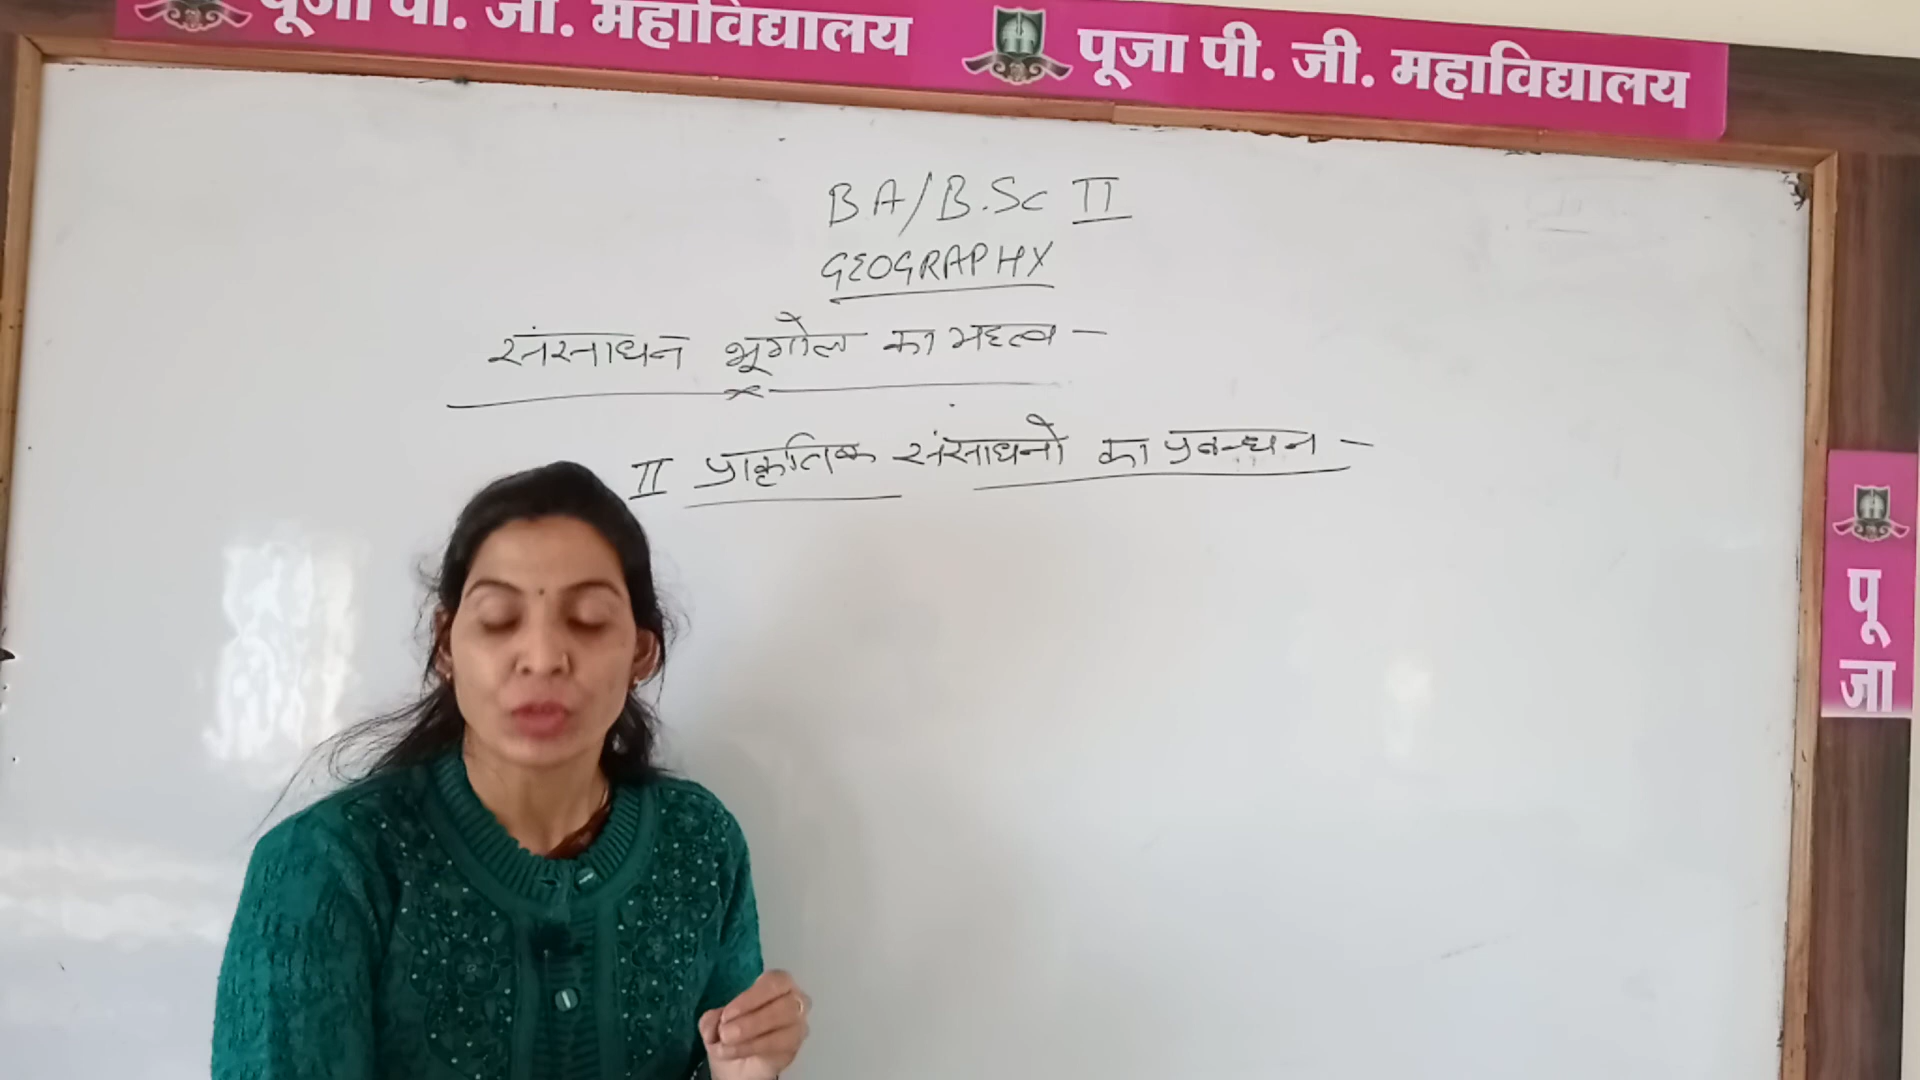 पूजा पी. जी. महाविद्यालय
पूजा पी. जी. महाविद्यालय
BA/B.Sc II
GEOGRAPHY
संसाधन भूगोल का महत्व -
II प्राकृतिक संसाधनो का प्रबन्धन -
पू
जा